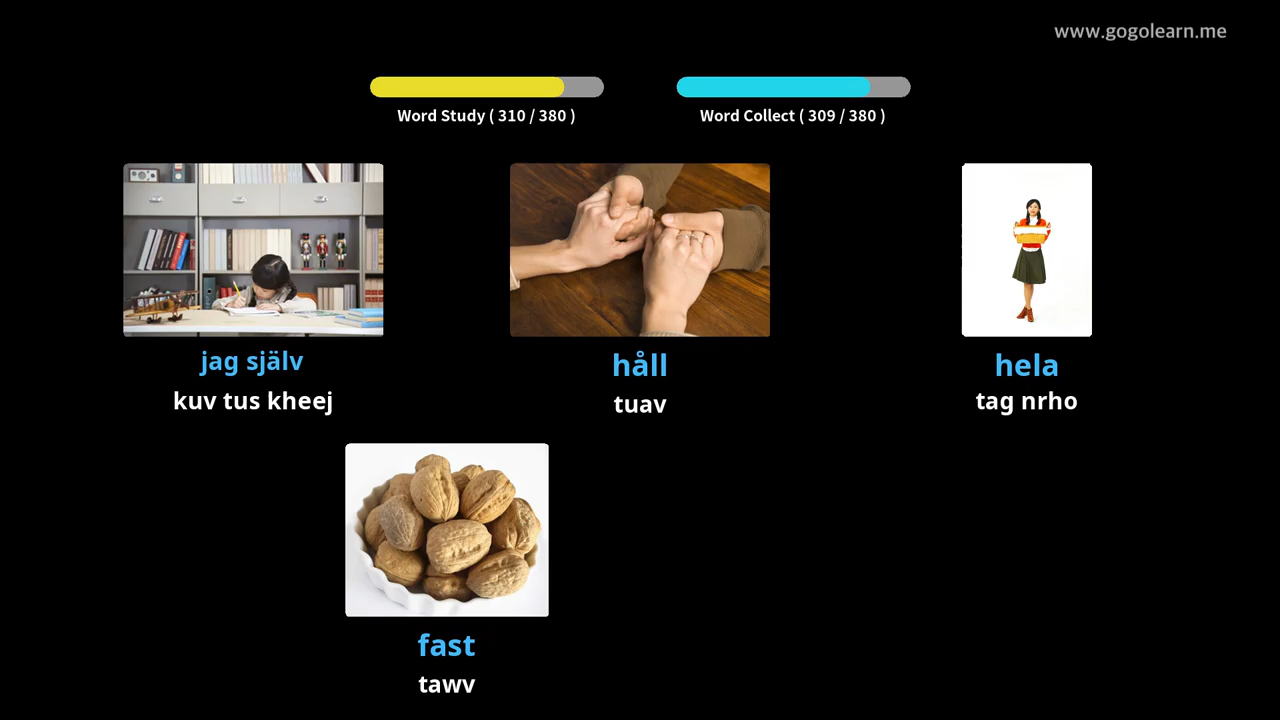 www.gogolearn.me
Word Study ( 310 / 380 )
Word Collect ( 309 / 380 )
jag själv
kuv tus kheej
håll
tuav
hela
tag nrho
fast
tawv